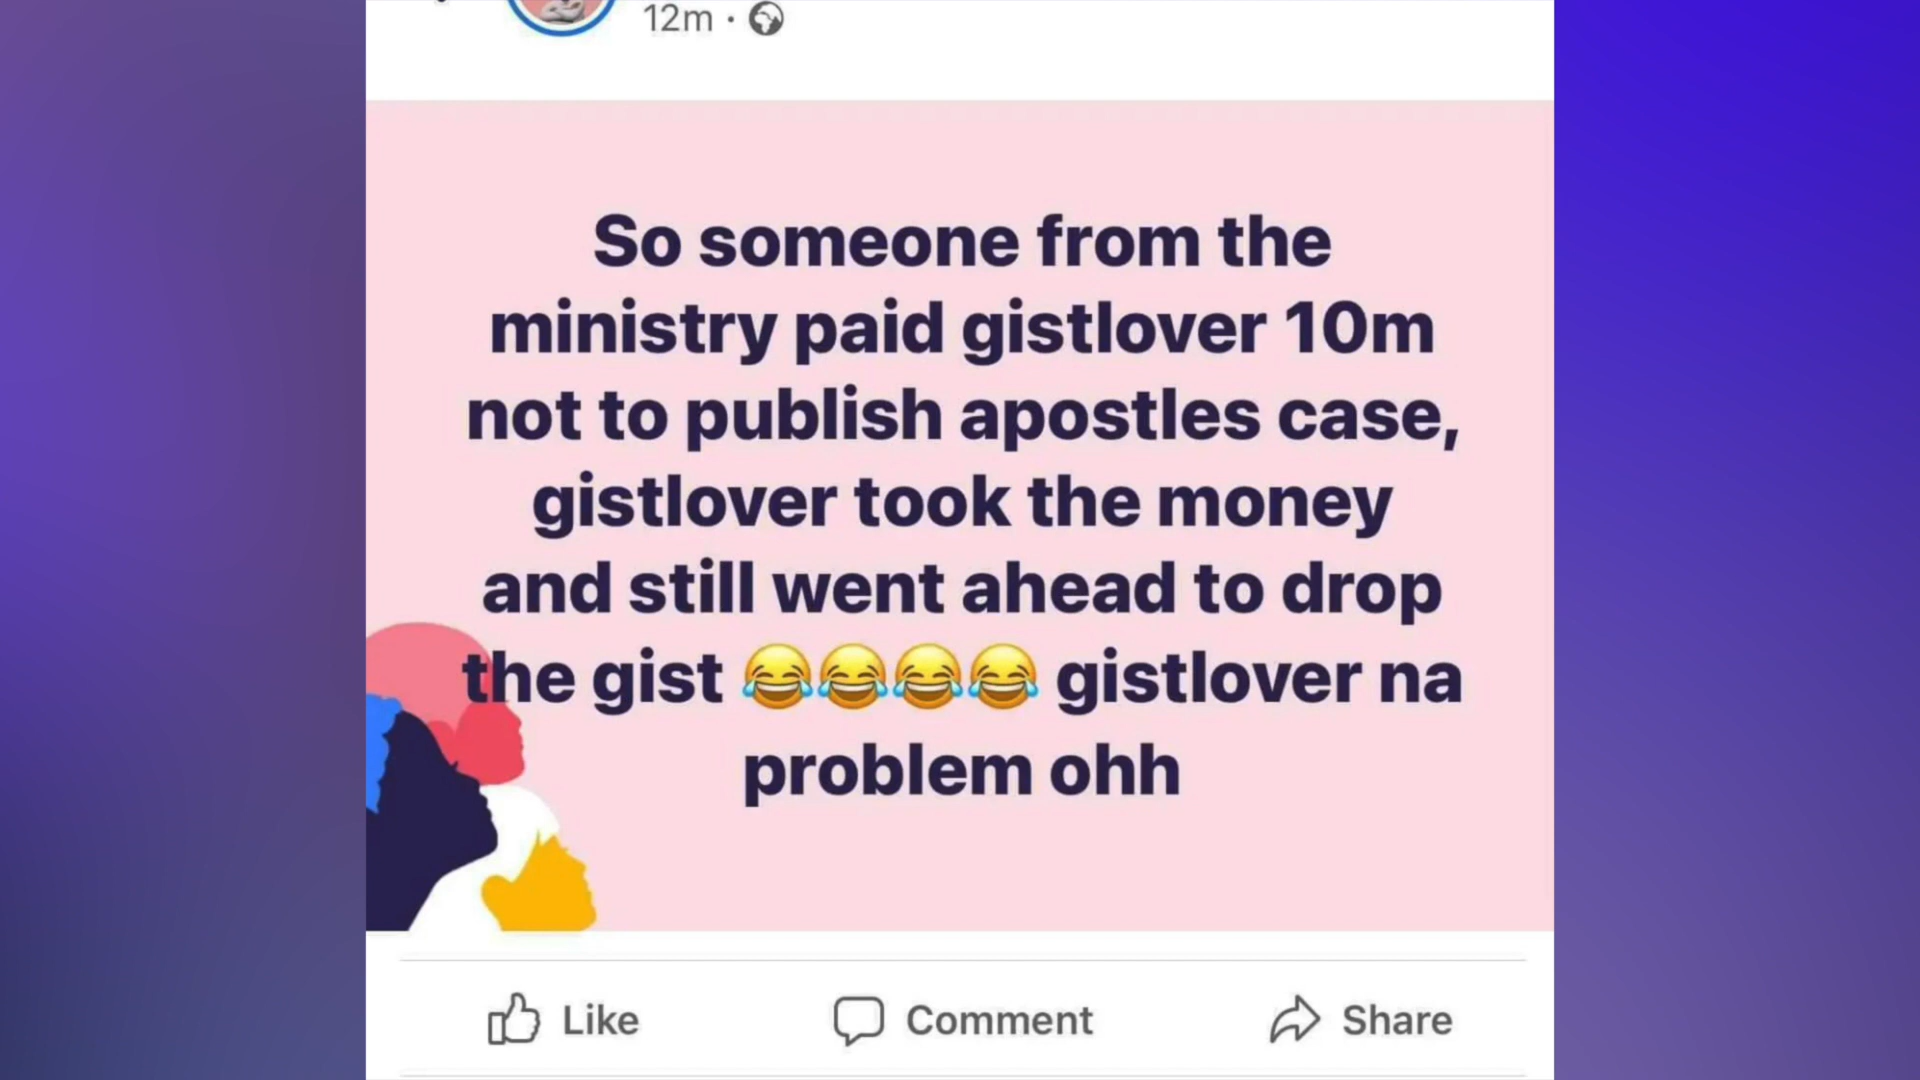 12m ·
So someone from the
ministry paid gistlover 10m
not to publish apostles case,
gistlover took the money
and still went ahead to drop
the gist 😂😂😂😂 gistlover na
problem ohh
Like Comment Share